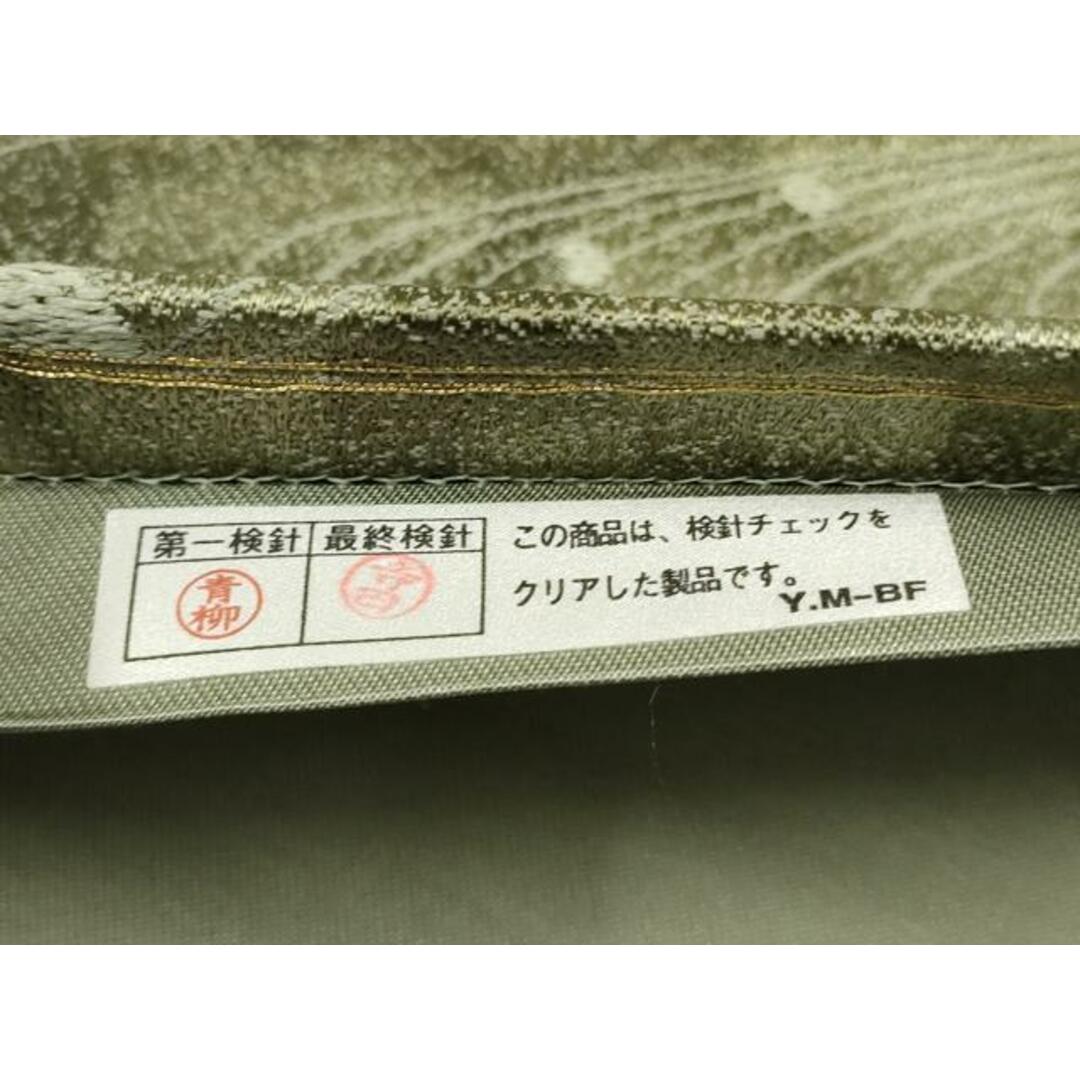 第一検針 最終検針
青柳
この商品は、検針チェックを
クリアした製品です。
Y.M-BF